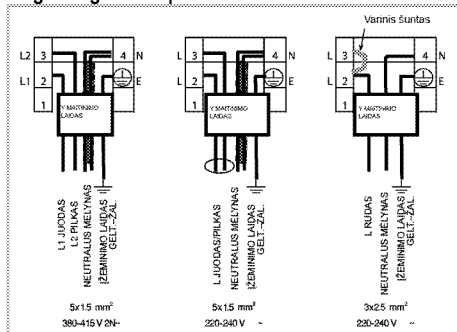 Varinis šuntas
L2 3 4 N
L1 2 E
1
Y MAITINIMO
LAIDAS
L1 JUODAS
L2 PILKAS
NEUTRALUS MĖLYNAS
ĮŽEMINIMO LAIDAS
GELT.–ŽAL.
5x1.5 mm²
380-415 V 2N~
L 3 4 N
L 2 E
1
Y MAITINIMO
LAIDAS
L JUODAS/PILKAS
NEUTRALUS MĖLYNAS
ĮŽEMINIMO LAIDAS
GELT.–ŽAL.
5x1.5 mm²
220-240 V ~
L 3 4 N
L 2 E
1
Y MAITINIMO
LAIDAS
L RUDAS
NEUTRALUS MĖLYNAS
ĮŽEMINIMO LAIDAS
GELT.–ŽAL.
3x2.5 mm²
220-240 V ~